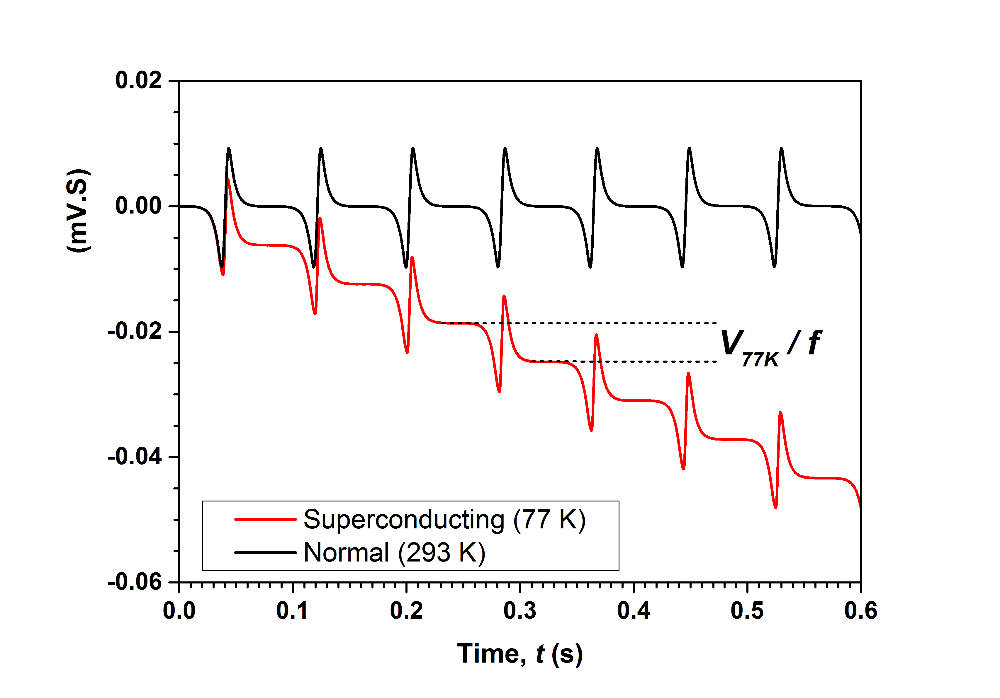 0.02
0.00
-0.02
-0.04
-0.06
(mV.S)
V77K / f
Superconducting (77 K)
Normal (293 K)
0.0 0.1 0.2 0.3 0.4 0.5 0.6
Time, t (s)